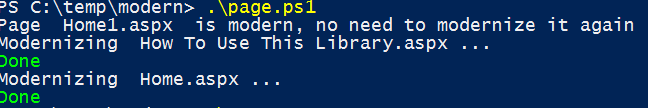 PS C:\temp\modern> .\page.ps1
Page  Home1.aspx  is modern, no need to modernize it again
Modernizing  How To Use This Library.aspx ...
Done
Modernizing  Home.aspx ...
Done